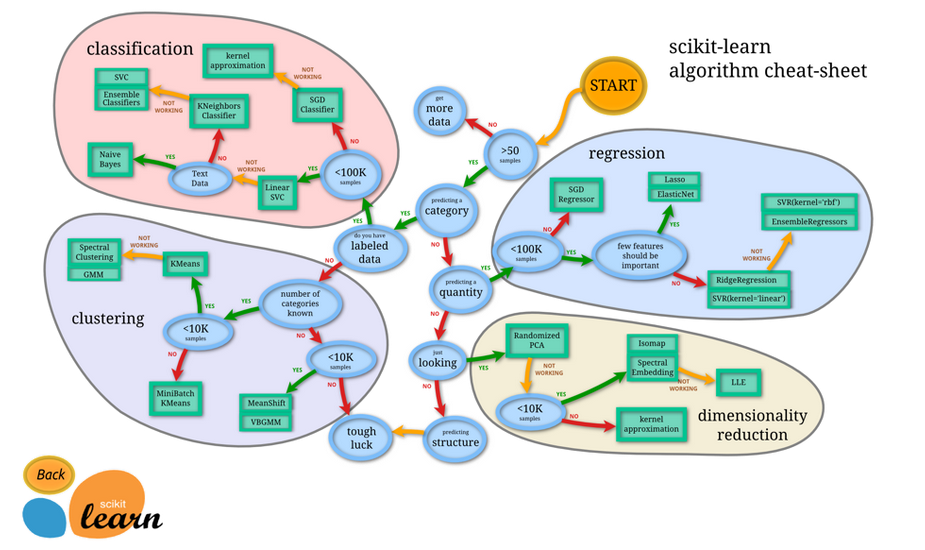 scikit-learn
algorithm cheat-sheet
START
>50
samples
NO
get
more
data
YES
predicting a
category
YES
NO
do you have
labeled
data
YES
NO
predicting a
quantity
YES
NO
just
looking
YES
NO
predicting
structure
tough
luck
classification
kernel
approximation
NOT
WORKING
SGD
Classifier
NO
<100K
samples
YES
Linear
SVC
NOT
WORKING
Text
Data
YES
Naive
Bayes
NO
KNeighbors
Classifier
NOT
WORKING
SVC
Ensemble
Classifiers
regression
<100K
samples
NO
SGD
Regressor
YES
few features
should be
important
YES
Lasso
ElasticNet
NO
RidgeRegression
SVR(kernel='linear')
NOT
WORKING
SVR(kernel='rbf')
EnsembleRegressors
clustering
number of
categories
known
YES
NO
<10K
samples
YES
KMeans
NOT
WORKING
Spectral
Clustering
GMM
NO
MiniBatch
KMeans
<10K
samples
YES
MeanShift
VBGMM
NO
dimensionality
reduction
Randomized
PCA
NOT
WORKING
<10K
samples
YES
Isomap
Spectral
Embedding
NOT
WORKING
LLE
NO
kernel
approximation
Back
scikit
learn